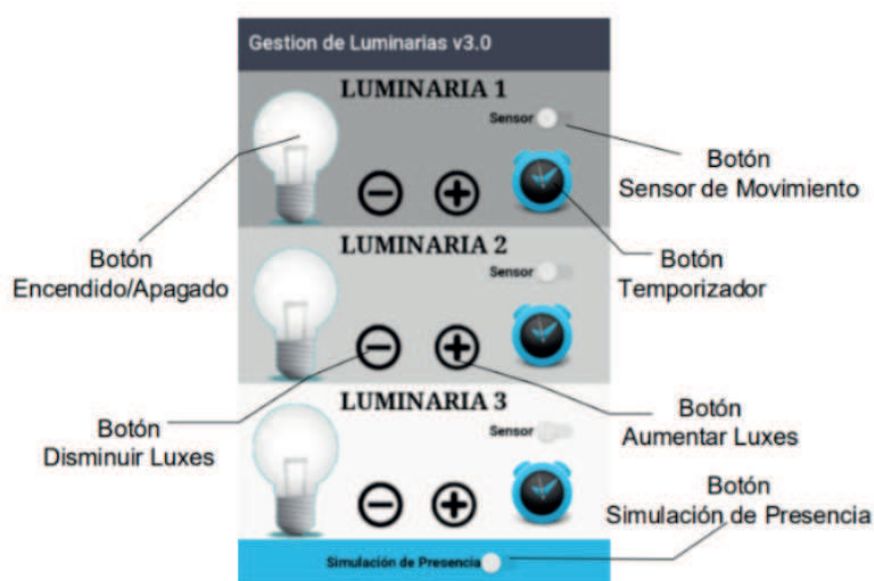 Gestion de Luminarias v3.0
LUMINARIA 1
Sensor
Botón
Sensor de Movimiento
LUMINARIA 2
Botón
Encendido/Apagado
Sensor
Botón
Temporizador
LUMINARIA 3
Botón
Disminuir Luxes
Sensor
Botón
Aumentar Luxes
Botón
Simulación de Presencia
Simulación de Presencia